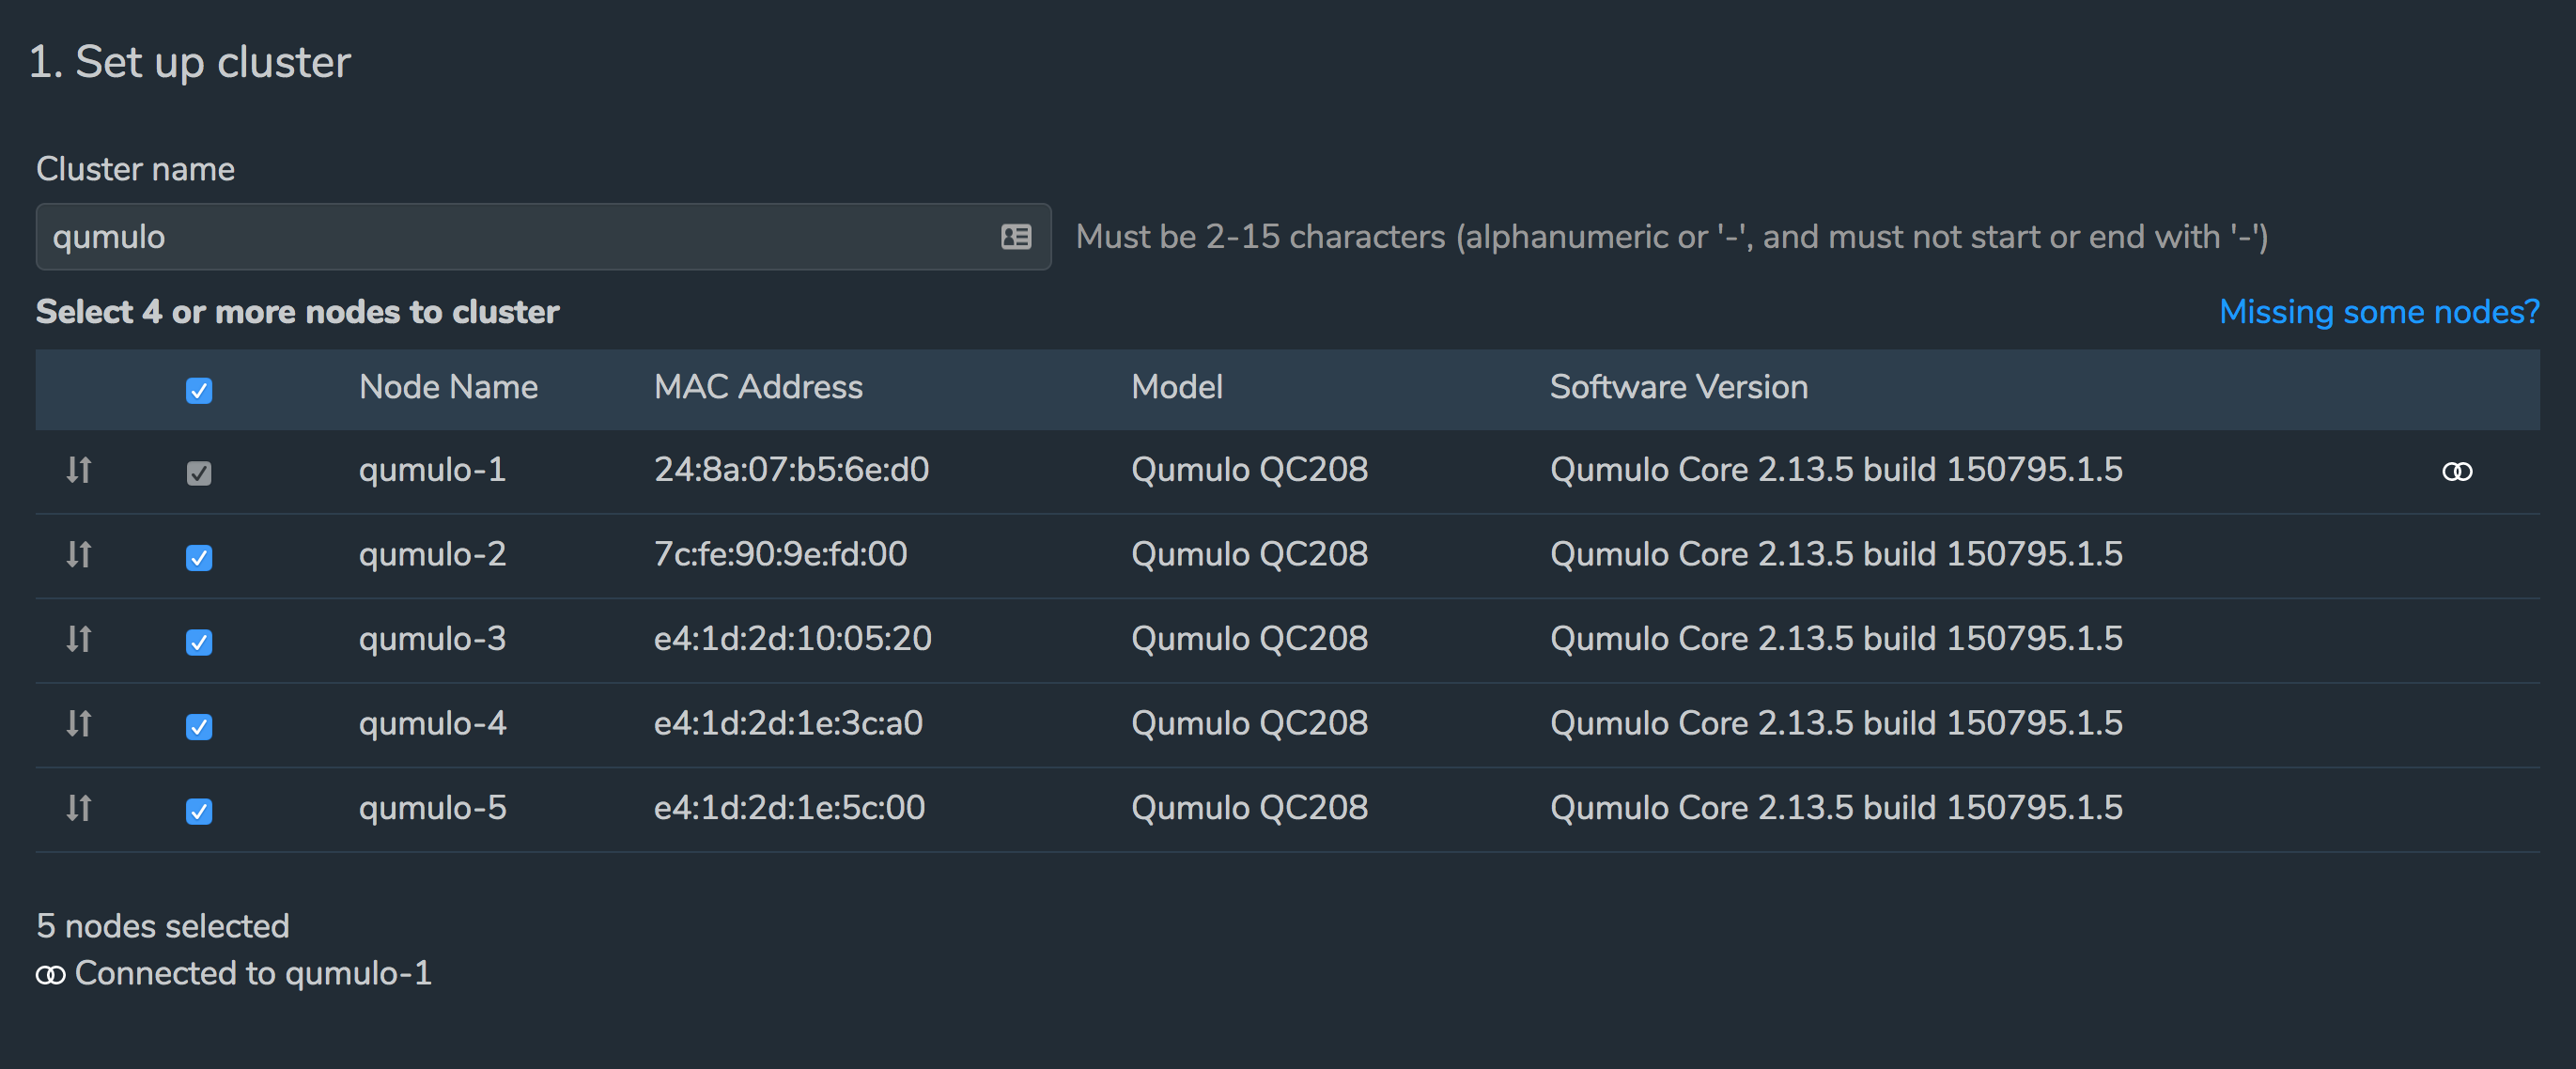 1. Set up cluster
Cluster name
qumulo
Must be 2-15 characters (alphanumeric or '-', and must not start or end with '-')
Select 4 or more nodes to cluster
Missing some nodes?
Node Name MAC Address Model Software Version
qumulo-1 24:8a:07:b5:6e:d0 Qumulo QC208 Qumulo Core 2.13.5 build 150795.1.5
qumulo-2 7c:fe:90:9e:fd:00 Qumulo QC208 Qumulo Core 2.13.5 build 150795.1.5
qumulo-3 e4:1d:2d:10:05:20 Qumulo QC208 Qumulo Core 2.13.5 build 150795.1.5
qumulo-4 e4:1d:2d:1e:3c:a0 Qumulo QC208 Qumulo Core 2.13.5 build 150795.1.5
qumulo-5 e4:1d:2d:1e:5c:00 Qumulo QC208 Qumulo Core 2.13.5 build 150795.1.5
5 nodes selected
Connected to qumulo-1